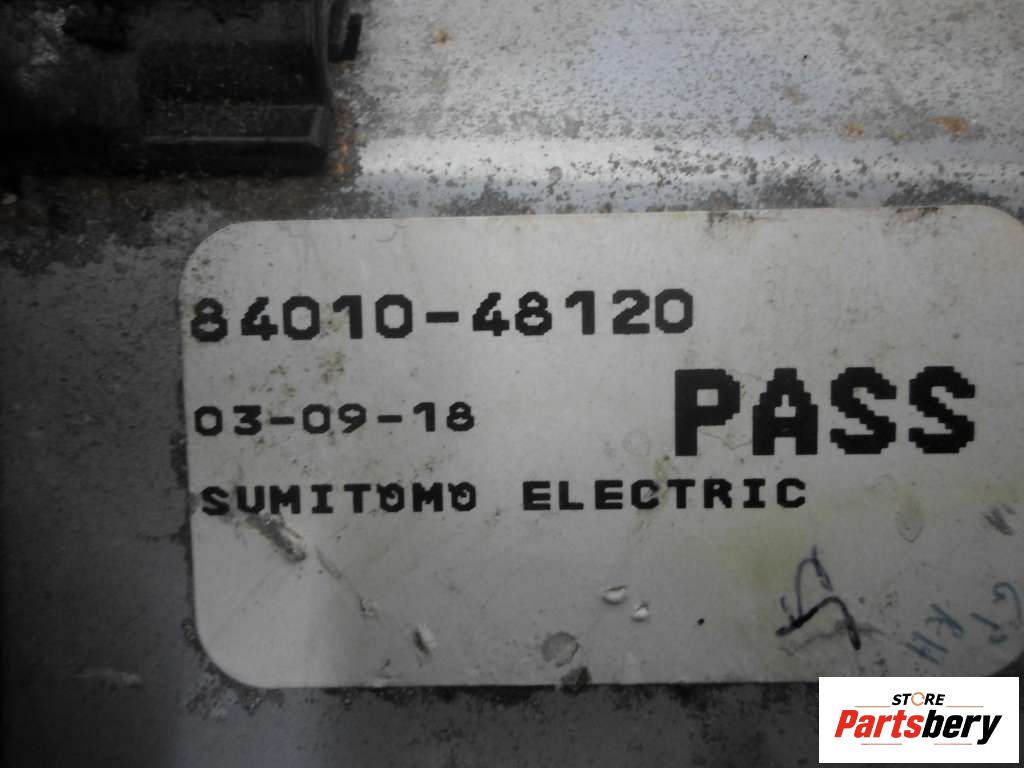 84010-48120
03-09-18
PASS
SUMITOMO ELECTRIC
STORE
Partsbery